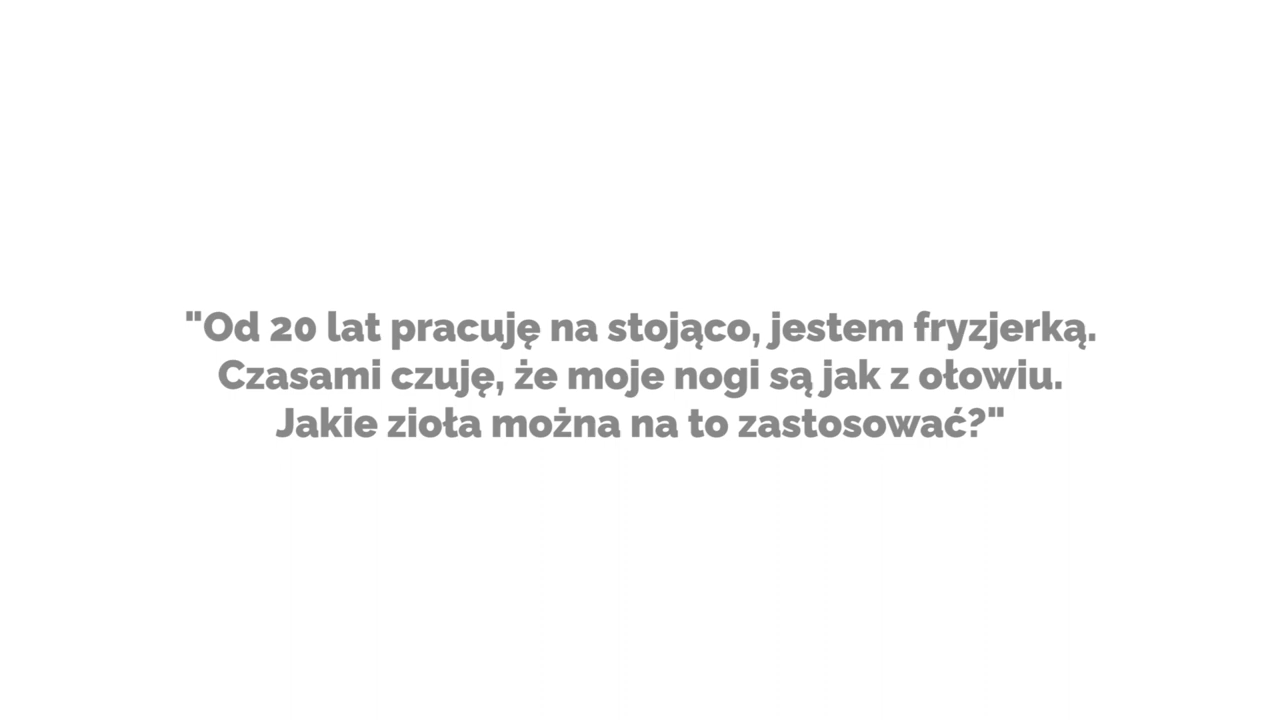 "Od 20 lat pracuję na stojąco, jestem fryzjerką.
Czasami czuję, że moje nogi są jak z ołowiu.
Jakie zioła można na to zastosować?"